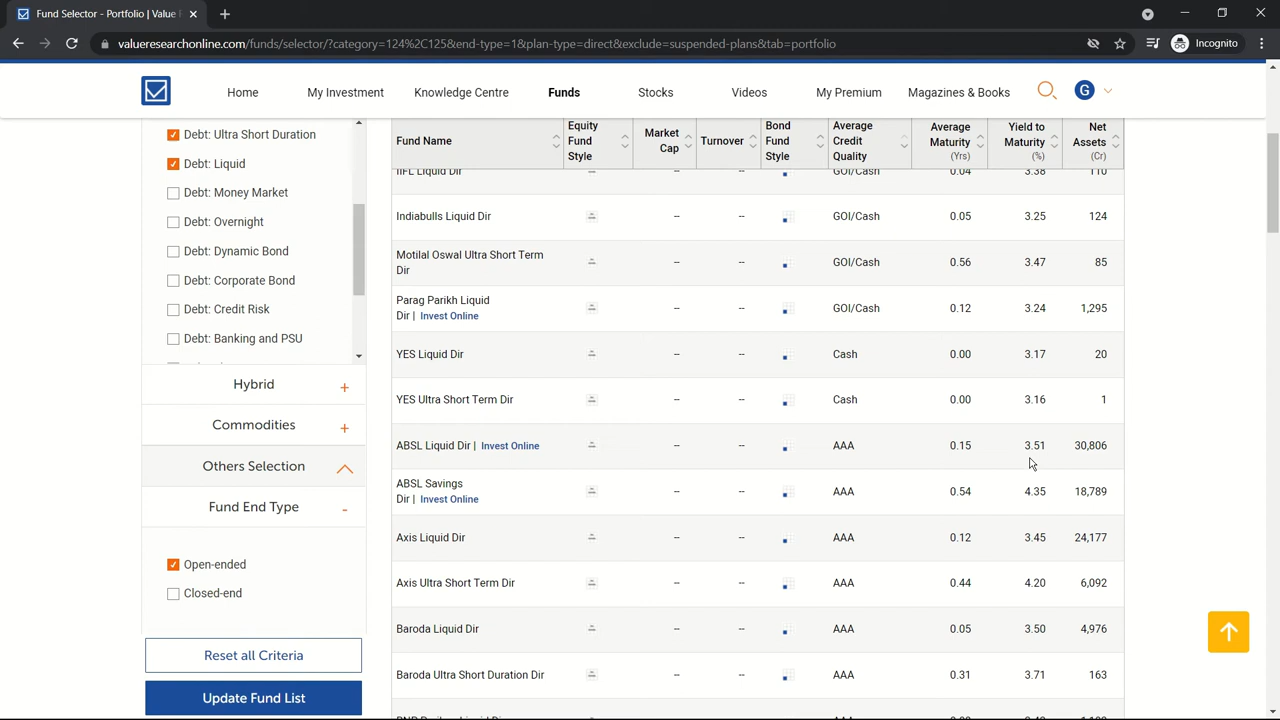 Fund Selector - Portfolio | Value
valueresearchonline.com/funds/selector/?category=124%2C125&end_type=1&plan-type=direct&exclude=suspended-plans&tab=portfolio
Incognito
Home My Investment Knowledge Centre Funds Stocks Videos My Premium Magazines & Books G
Debt: Ultra Short Duration
Debt: Liquid
Debt: Money Market
Debt: Overnight
Debt: Dynamic Bond
Debt: Corporate Bond
Debt: Credit Risk
Debt: Banking and PSU
Hybrid +
Commodities +
Others Selection
Fund End Type -
Open-ended
Closed-end
Reset all Criteria
Update Fund List
Fund Name
Equity
Fund
Style
Market
Cap
Turnover
Bond
Fund
Style
Average
Credit
Quality
Average
Maturity
(Yrs)
Yield to
Maturity
(%)
Net
Assets
(Cr)
IIFL Liquid Dir -- -- GOI/Cash 0.04 3.38 110
Indiabulls Liquid Dir -- -- GOI/Cash 0.05 3.25 124
Motilal Oswal Ultra Short Term
Dir -- -- GOI/Cash 0.56 3.47 85
Parag Parikh Liquid
Dir | Invest Online -- -- GOI/Cash 0.12 3.24 1,295
YES Liquid Dir -- -- Cash 0.00 3.17 20
YES Ultra Short Term Dir -- -- Cash 0.00 3.16 1
ABSL Liquid Dir | Invest Online -- -- AAA 0.15 3.51 30,806
ABSL Savings
Dir | Invest Online -- -- AAA 0.54 4.35 18,789
Axis Liquid Dir -- -- AAA 0.12 3.45 24,177
Axis Ultra Short Term Dir -- -- AAA 0.44 4.20 6,092
Baroda Liquid Dir -- -- AAA 0.05 3.50 4,976
Baroda Ultra Short Duration Dir -- -- AAA 0.31 3.71 163